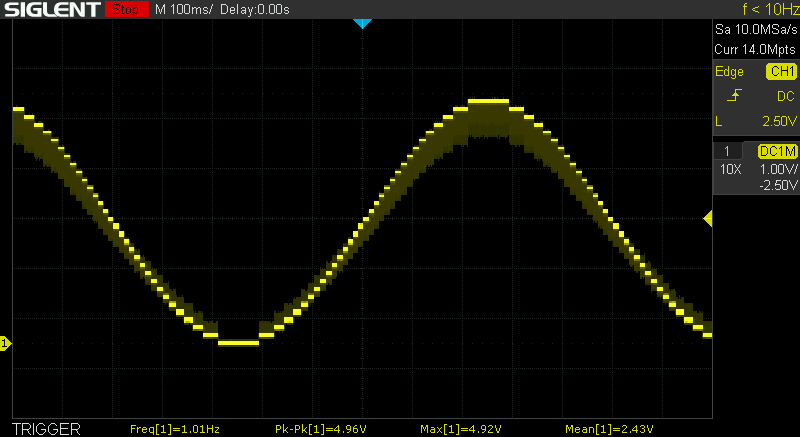 SIGLENT Stop M 100ms/ Delay:0.00s f < 10Hz
Sa 10.0MSa/s
Curr 14.0Mpts
Edge CH1
DC
L 2.50V
1 DC1M
10X 1.00V/
-2.50V
1
TRIGGER Freq[1]=1.01Hz Pk-Pk[1]=4.96V Max[1]=4.92V Mean[1]=2.43V